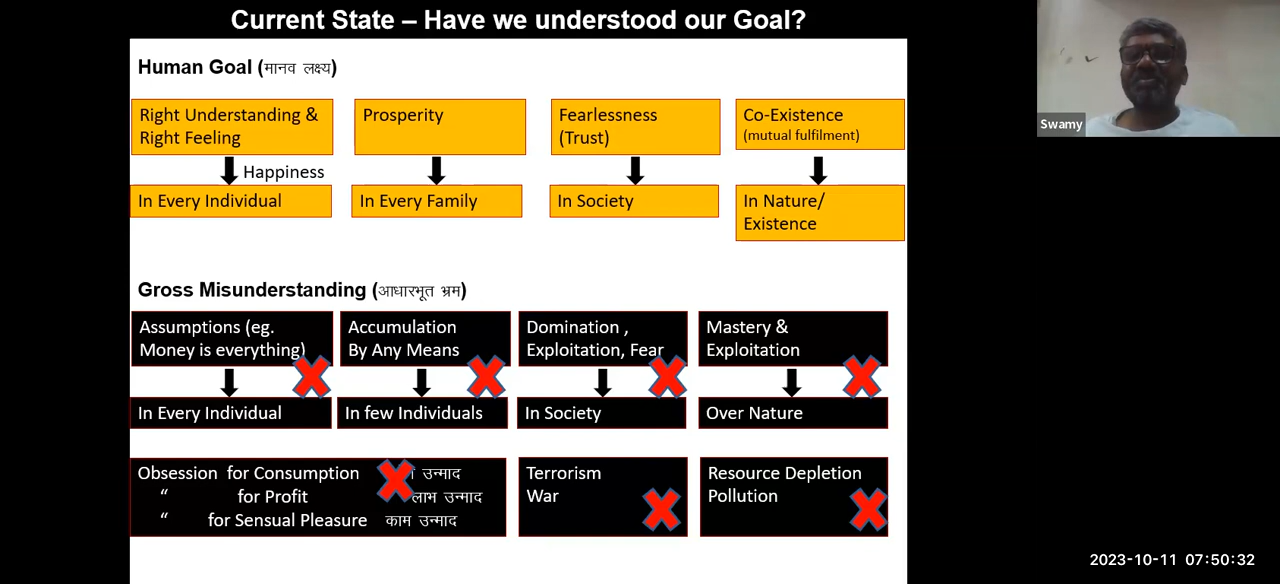 Current State – Have we understood our Goal?
Human Goal (मानव लक्ष्य)
Right Understanding &
Right Feeling
Prosperity
Fearlessness
(Trust)
Co-Existence
(mutual fulfilment)
Happiness
In Every Individual
In Every Family
In Society
In Nature/
Existence
Gross Misunderstanding (आधारभूत भ्रम)
Assumptions (eg.
Money is everything)
Accumulation
By Any Means
Domination ,
Exploitation, Fear
Mastery &
Exploitation
In Every Individual
In few Individuals
In Society
Over Nature
Obsession for Consumption उन्माद
“ for Profit लाभ उन्माद
“ for Sensual Pleasure काम उन्माद
Terrorism
War
Resource Depletion
Pollution
Swamy
2023-10-11 07:50:32